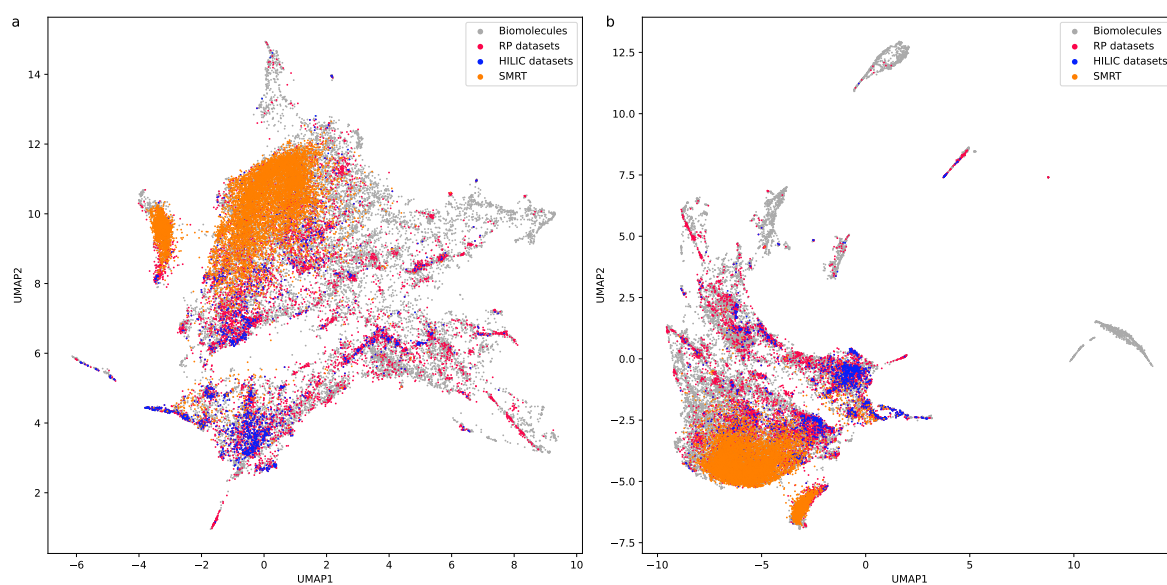 a
Biomolecules
RP datasets
HILIC datasets
SMRT
14
12
10
8
6
4
2
UMAP2
−6
−4
−2
0
2
4
6
8
10
UMAP1
b
Biomolecules
RP datasets
HILIC datasets
SMRT
12.5
10.0
7.5
5.0
2.5
0.0
−2.5
−5.0
−7.5
UMAP2
−10
−5
0
5
10
UMAP1